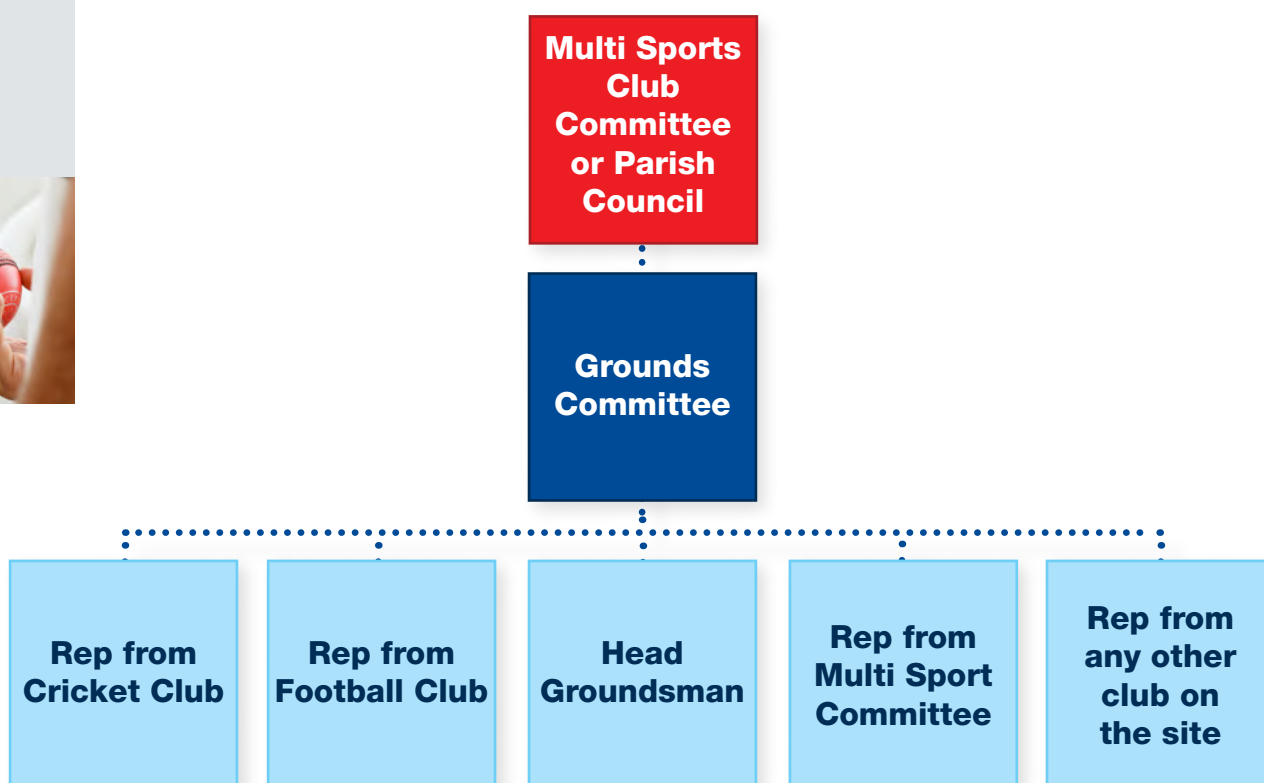 Multi Sports
Club
Committee
or Parish
Council
Grounds
Committee
Rep from
Cricket Club
Rep from
Football Club
Head
Groundsman
Rep from
Multi Sport
Committee
Rep from
any other
club on
the site